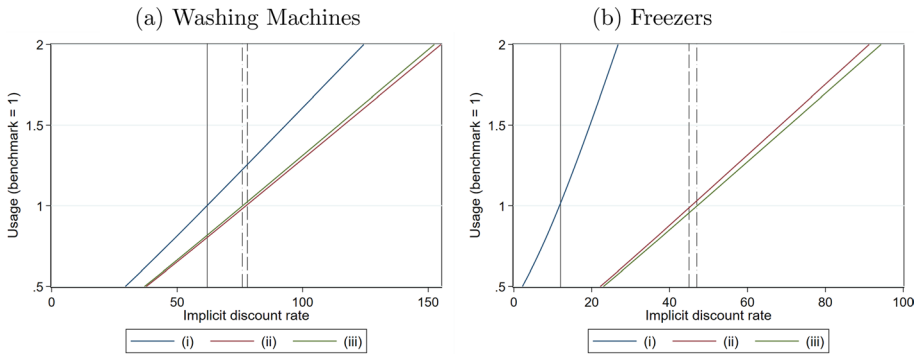 (a) Washing Machines
Usage (benchmark = 1)
2
1.5
1
.5
0 50 100 150
Implicit discount rate
(i) (ii) (iii)
(b) Freezers
Usage (benchmark = 1)
2
1.5
1
.5
0 20 40 60 80 100
Implicit discount rate
(i) (ii) (iii)